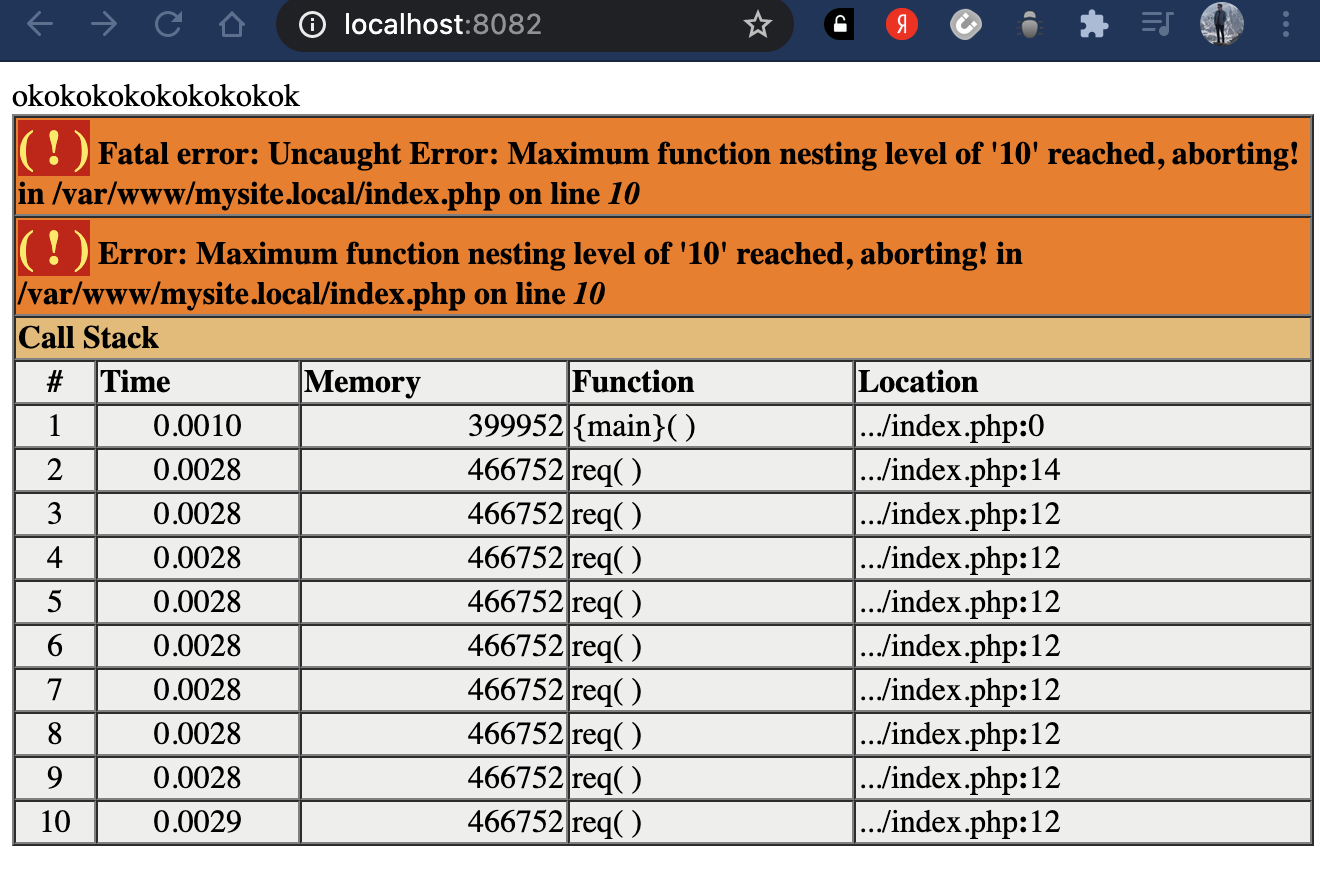 localhost:8082 Я
okokokokokokokokok
( ! ) Fatal error: Uncaught Error: Maximum function nesting level of '10' reached, aborting!
in /var/www/mysite.local/index.php on line 10
( ! ) Error: Maximum function nesting level of '10' reached, aborting! in
/var/www/mysite.local/index.php on line 10
Call Stack
# Time Memory Function Location
1 0.0010 399952 {main}( ) .../index.php:0
2 0.0028 466752 req( ) .../index.php:14
3 0.0028 466752 req( ) .../index.php:12
4 0.0028 466752 req( ) .../index.php:12
5 0.0028 466752 req( ) .../index.php:12
6 0.0028 466752 req( ) .../index.php:12
7 0.0028 466752 req( ) .../index.php:12
8 0.0028 466752 req( ) .../index.php:12
9 0.0028 466752 req( ) .../index.php:12
10 0.0029 466752 req( ) .../index.php:12